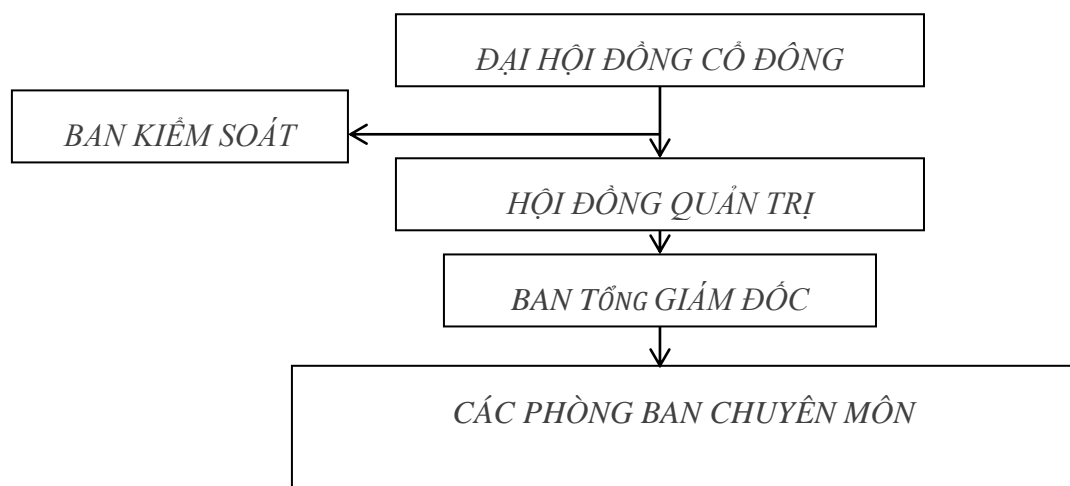 ĐẠI HỘI ĐỒNG CỔ ĐÔNG
BAN KIỂM SOÁT
HỘI ĐỒNG QUẢN TRỊ
BAN TỔNG GIÁM ĐỐC
CÁC PHÒNG BAN CHUYÊN MÔN